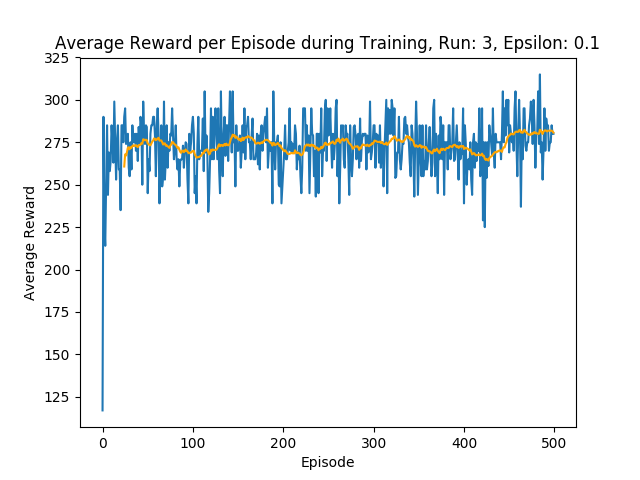 Average Reward per Episode during Training, Run: 3, Epsilon: 0.1
325
300
275
250
225
200
175
150
125
Average Reward
0 100 200 300 400 500
Episode